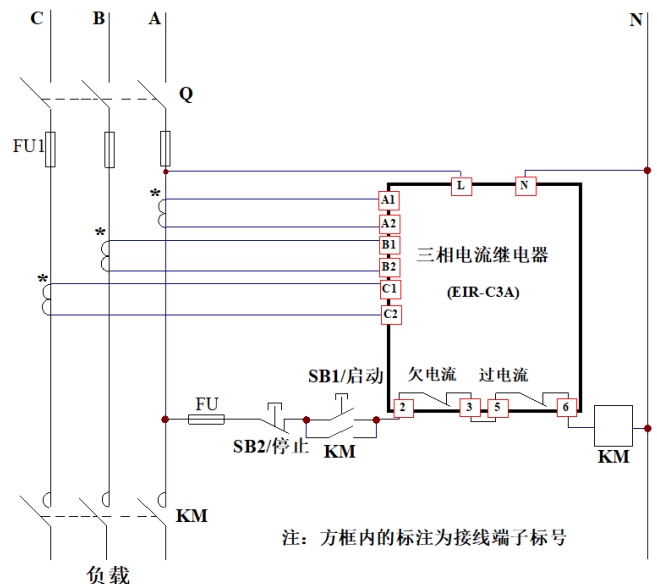 C B A N
Q
FU1
L N
*
A1
A2
*
B1
B2
三相电流继电器
(EIR-C3A)
*
C1
C2
SB1/启动 欠电流 过电流
FU
2 3 5 6
SB2/停止 KM KM
KM
注：方框内的标注为接线端子标号
负载